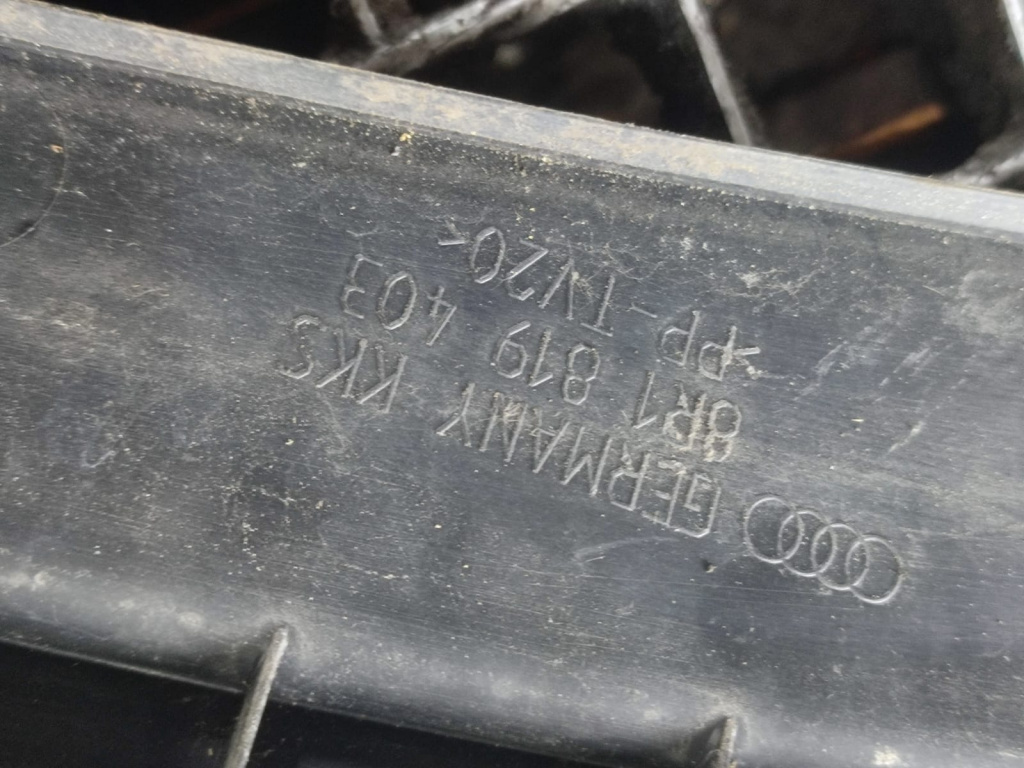 GERMANY KKS
8R1 819 403
>PP-TV20<